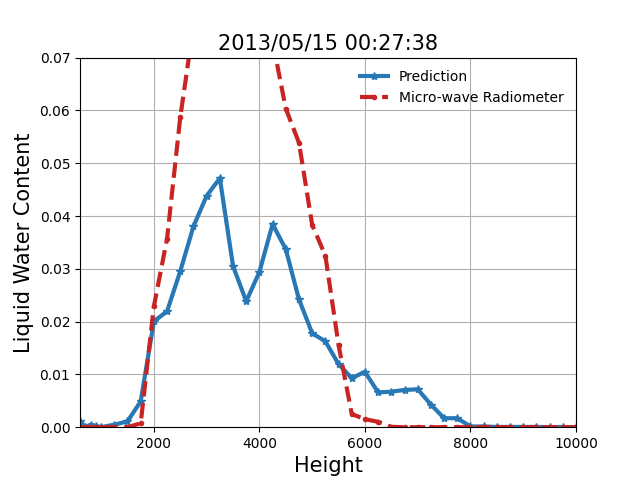 2013/05/15 00:27:38
Prediction
Micro-wave Radiometer
Liquid Water Content
0.07
0.06
0.05
0.04
0.03
0.02
0.01
0.00
2000 4000 6000 8000 10000
Height